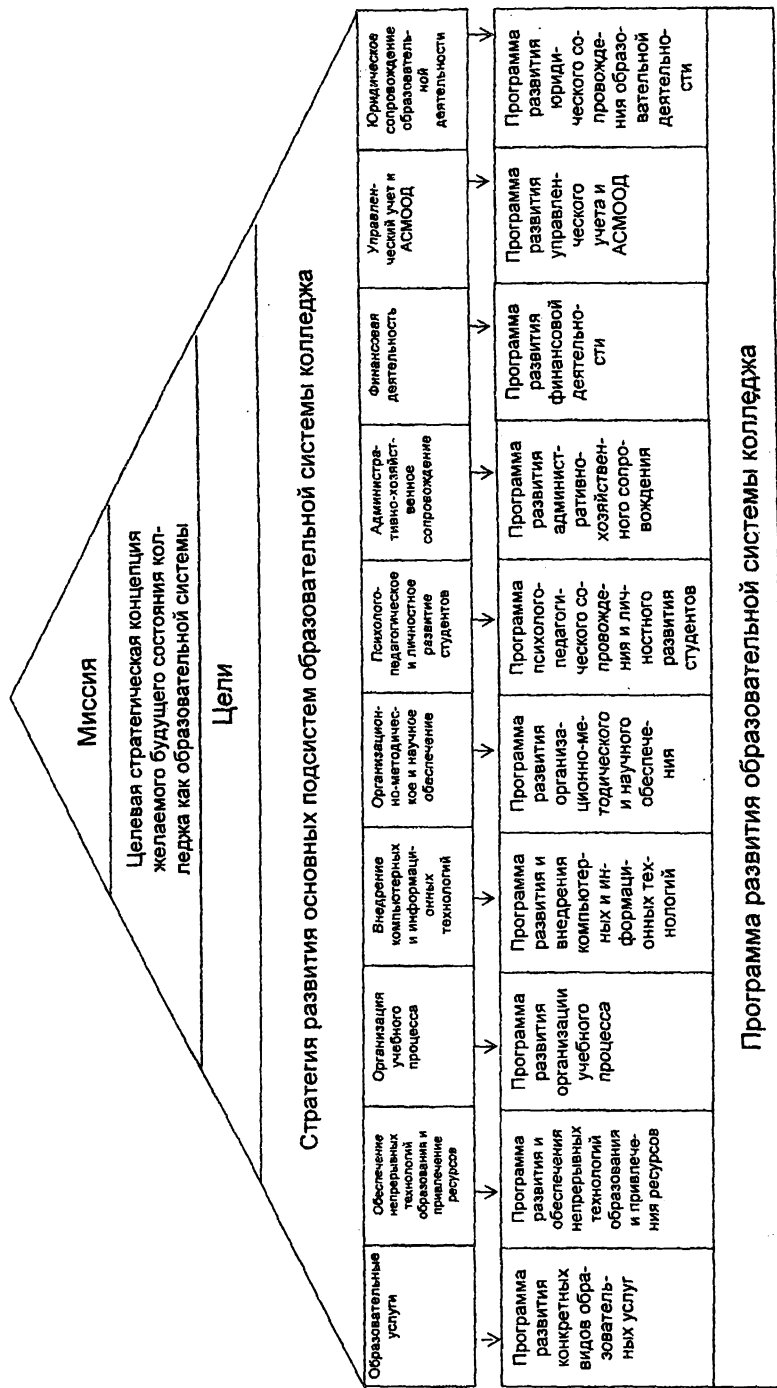 Миссия
Целевая стратегическая концепция
желаемого будущего состояния кол-
леджа как образовательной системы
Цели
Стратегия развития основных подсистем образовательной системы колледжа
Образовательные
услуги
Обеспечение
непрерывных
технологий
образования и
привлечение
ресурсов
Организация
учебного
процесса
Внедрение
компьютерных
и информаци-
онных
технологий
Организацион-
но-методичес-
кое и научное
обеспечение
Психолого-
педагогическое
и личностное
развитие
студентов
Администра-
тивно-хозяйст-
венное
сопровождение
Финансовая
деятельность
Управлен-
ческий учет и
АСМООД
Юридическое
сопровождение
образователь-
ной
деятельности
Программа
развития
конкретных
видов обра-
зователь-
ных услуг
Программа
развития и
обеспечения
непрерывных
технологий
образования
и привлече-
ния ресурсов
Программа
развития
организации
учебного
процесса
Программа
развития и
внедрения
компьютер-
ных и ин-
формаци-
онных тех-
нологий
Программа
развития
организа-
ционно-ме-
тодического
и научного
обеспече-
ния
Программа
психолого-
педагоги-
ческого со-
провожде-
ния и лич-
ностного
развития
студентов
Программа
развития
админист-
ративно-
хозяйствен-
ного сопро-
вождения
Программа
развития
финансовой
деятельно-
сти
Программа
развития
управлен-
ческого
учета и
АСМООД
Программа
развития
юриди-
ческого со-
провожде-
ния образо-
вательной
деятельно-
сти
Программа развития образовательной системы колледжа